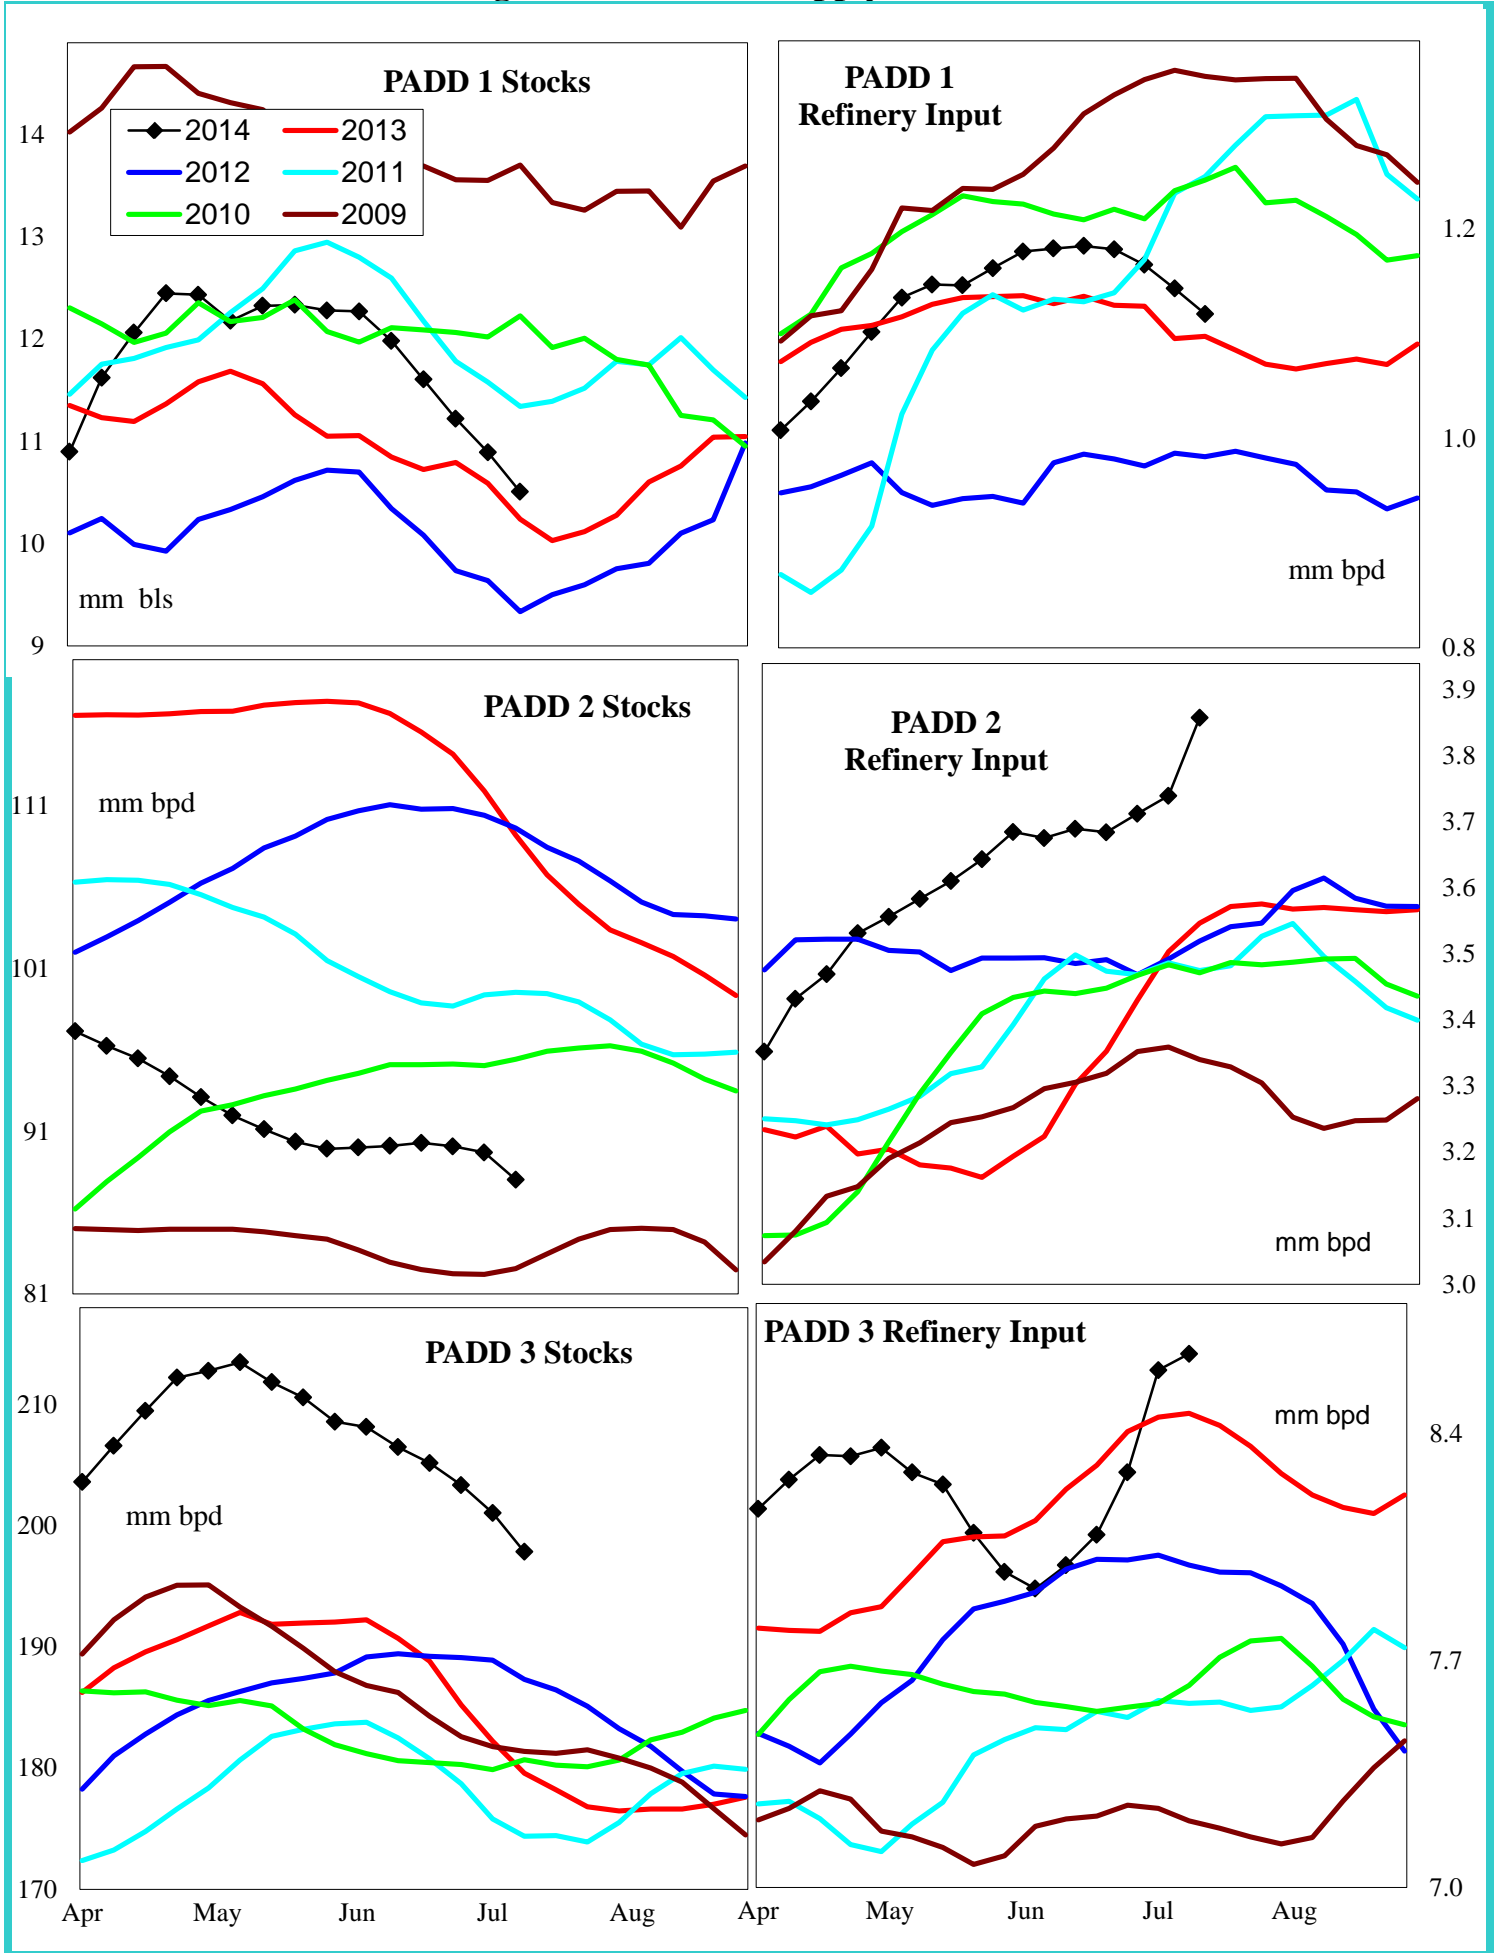 PADD 1 Stocks
14
13
12
11
10
9
2014
2013
2012
2011
2010
2009
mm bls
PADD 1
Refinery Input
1.2
1.0
0.8
mm bpd
PADD 2 Stocks
mm bpd
111
101
91
81
PADD 2
Refinery Input
3.9
3.8
3.7
3.6
3.5
3.4
3.3
3.2
3.1
3.0
mm bpd
PADD 3 Stocks
210
200
190
180
170
mm bpd
Apr May Jun Jul Aug
PADD 3 Refinery Input
mm bpd
8.4
7.7
7.0
Apr May Jun Jul Aug